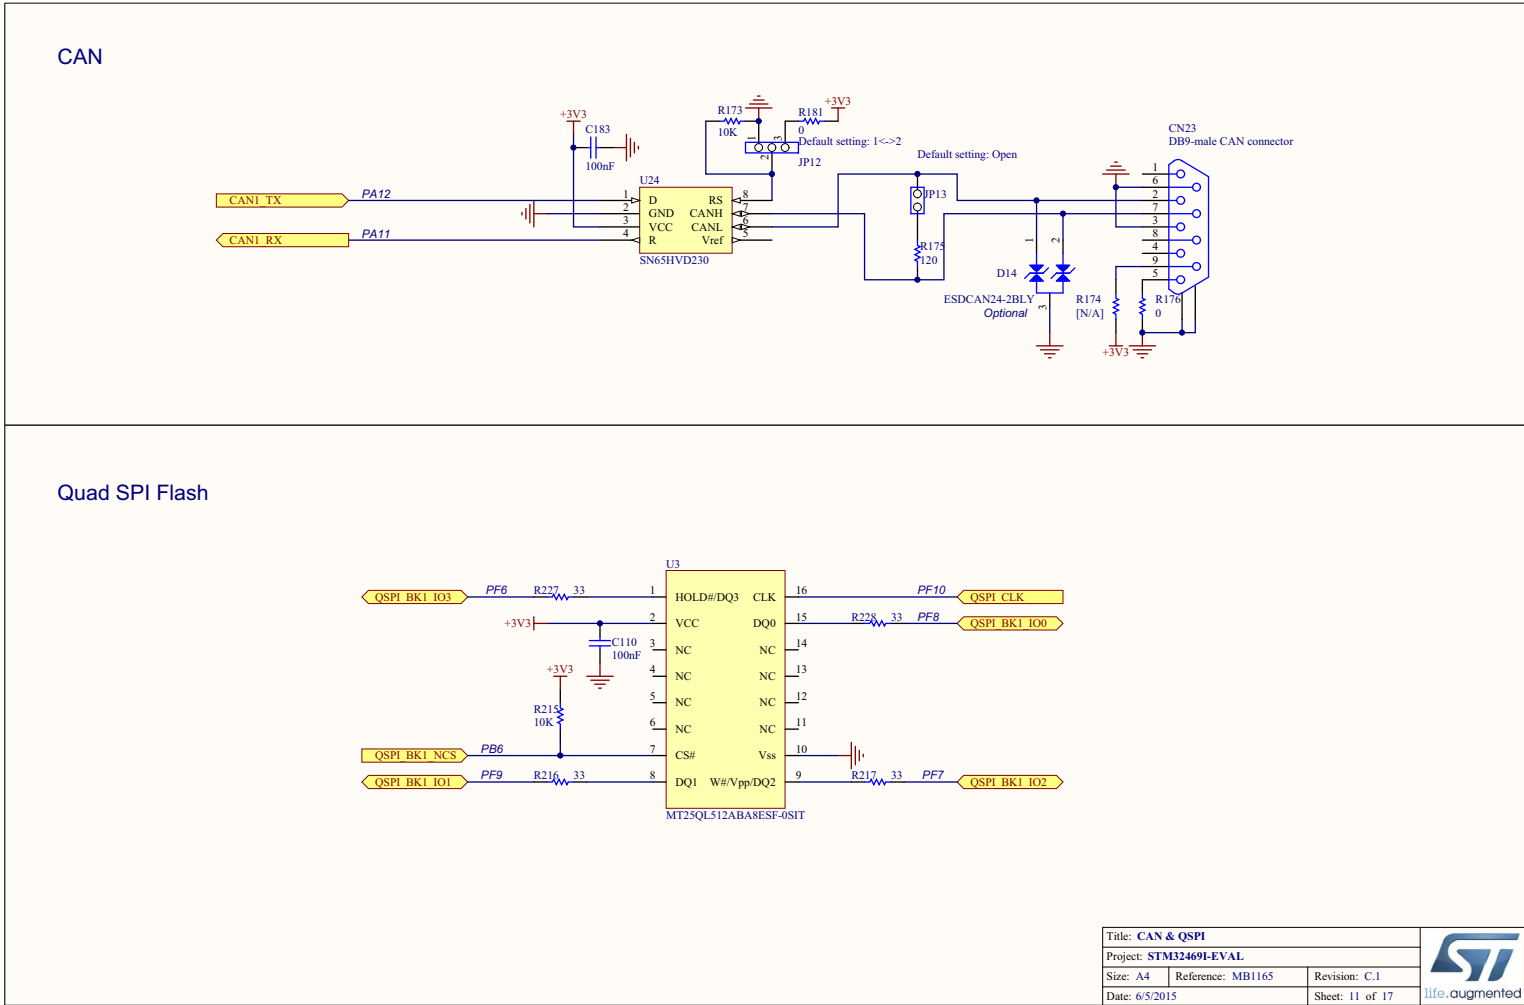 CAN
+3V3
C183
100nF
R173
10K
R181
0
+3V3
1
3
2
Default setting: 1<->2
JP12
Default setting: Open
CN23
DB9-male CAN connector
CAN1_TX
PA12
CAN1_RX
PA11
U24
1 D
2 GND
3 VCC
4 R
RS 8
CANH 7
CANL 6
Vref 5
SN65HVD230
JP13
R175
120
1
2
D14
ESDCAN24-2BLY
Optional
3
1
6
2
7
3
8
4
9
5
R174
[N/A]
+3V3
R176
0
Quad SPI Flash
U3
QSPI_BK1_IO3 PF6 R227 33 1 HOLD#/DQ3 CLK 16 PF10 QSPI_CLK
+3V3 2 VCC DQ0 15 R228 33 PF8 QSPI_BK1_IO0
C110
100nF
3 NC NC 14
+3V3
4 NC NC 13
5 NC NC 12
R215
10K
6 NC NC 11
QSPI_BK1_NCS PB6 7 CS# Vss 10
QSPI_BK1_IO1 PF9 R216 33 8 DQ1 W#/Vpp/DQ2 9 R217 33 PF7 QSPI_BK1_IO2
MT25QL512ABA8ESF-0SIT
Title: CAN & QSPI
Project: STM32469I-EVAL
Size: A4 Reference: MB1165 Revision: C.1
Date: 6/5/2015 Sheet: 11 of 17
ST
life.augmented